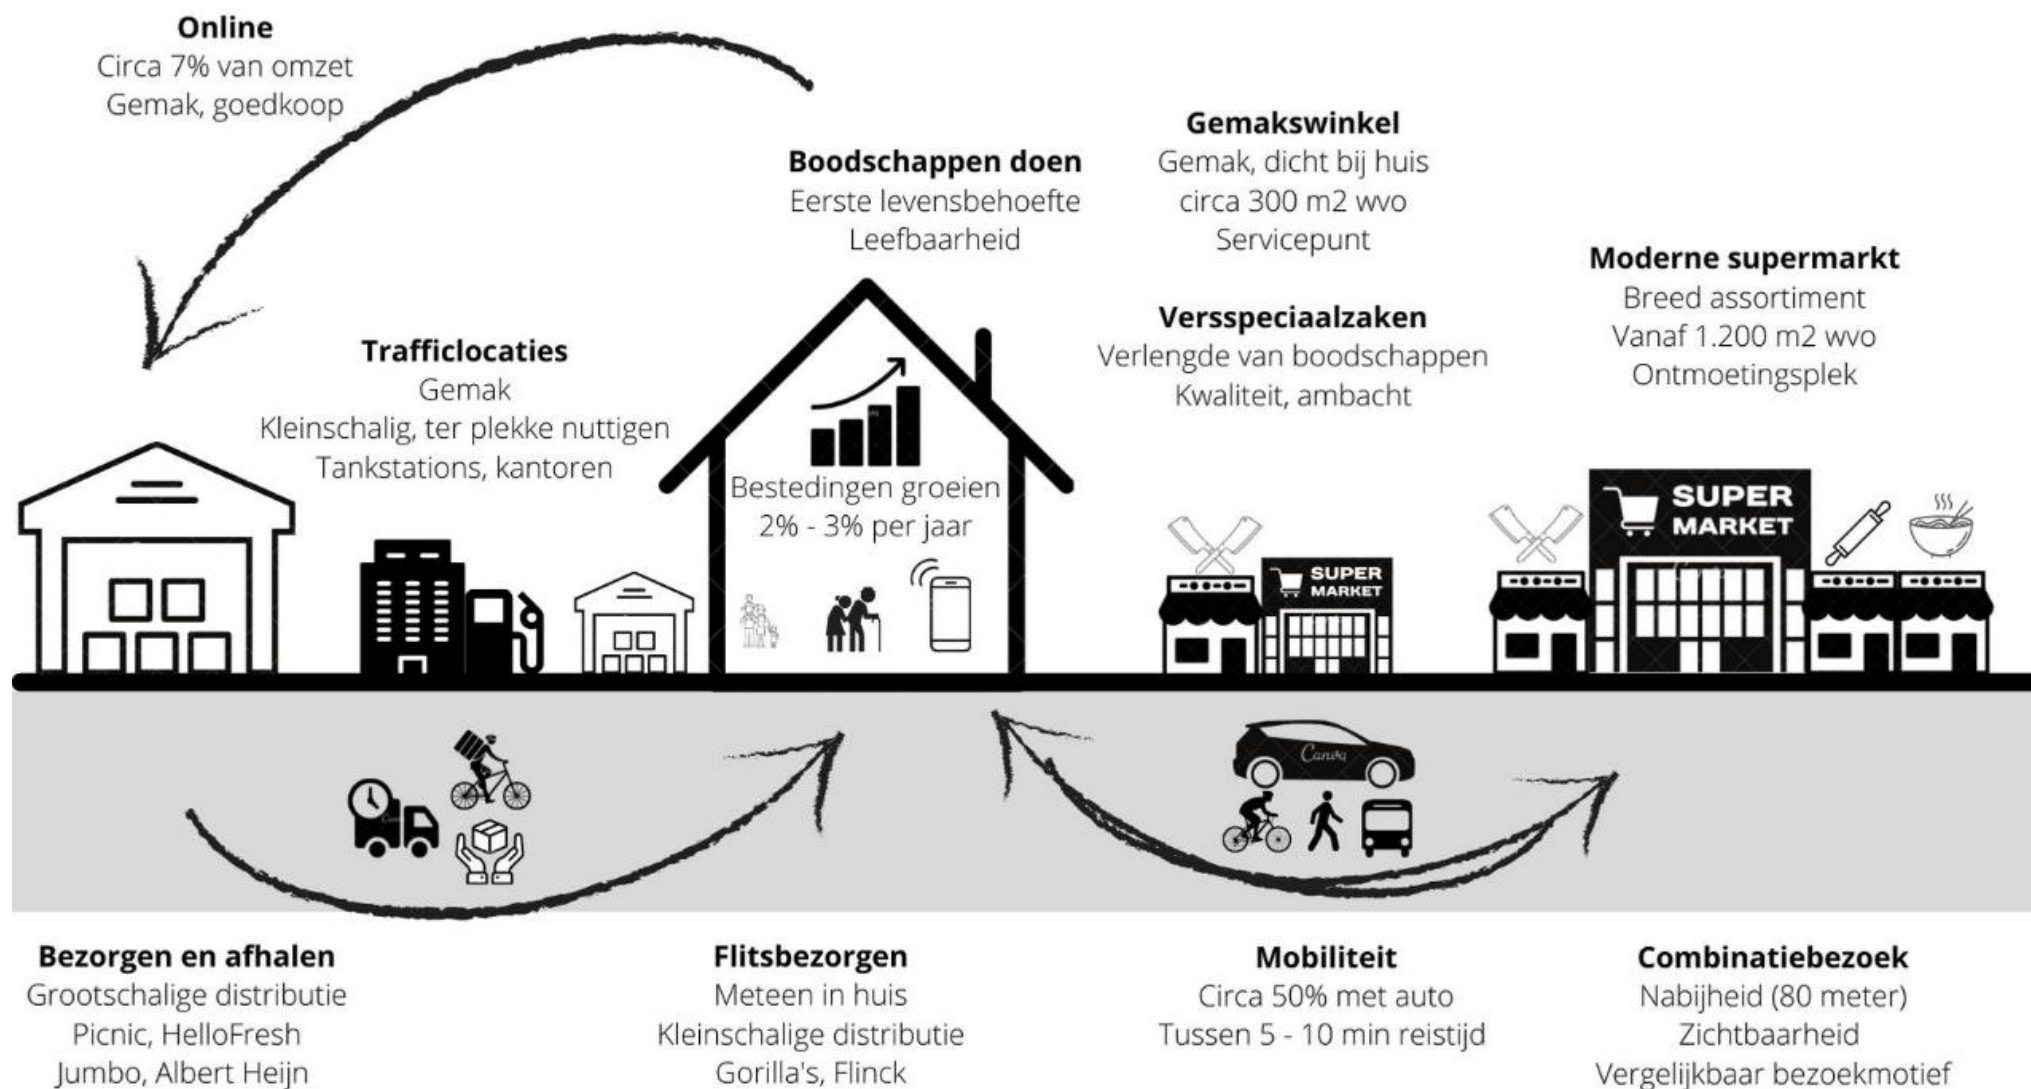 Online
Circa 7% van omzet
Gemak, goedkoop
Boodschappen doen
Eerste levensbehoefte
Leefbaarheid
Gemakswinkel
Gemak, dicht bij huis
circa 300 m2 wvo
Servicepunt
Moderne supermarkt
Breed assortiment
Vanaf 1.200 m2 wvo
Ontmoetingsplek
Versspeciaalzaken
Verlengde van boodschappen
Kwaliteit, ambacht
Trafficlocaties
Gemak
Kleinschalig, ter plekke nuttigen
Tankstations, kantoren
Bestedingen groeien
2% - 3% per jaar
SUPER
MARKET
SUPER
MARKET
Canva
Bezorgen en afhalen
Grootschalige distributie
Picnic, HelloFresh
Jumbo, Albert Heijn
Flitsbezorgen
Meteen in huis
Kleinschalige distributie
Gorilla's, Flinck
Mobiliteit
Circa 50% met auto
Tussen 5 - 10 min reistijd
Combinatiebezoek
Nabijheid (80 meter)
Zichtbaarheid
Vergelijkbaar bezoekmotief